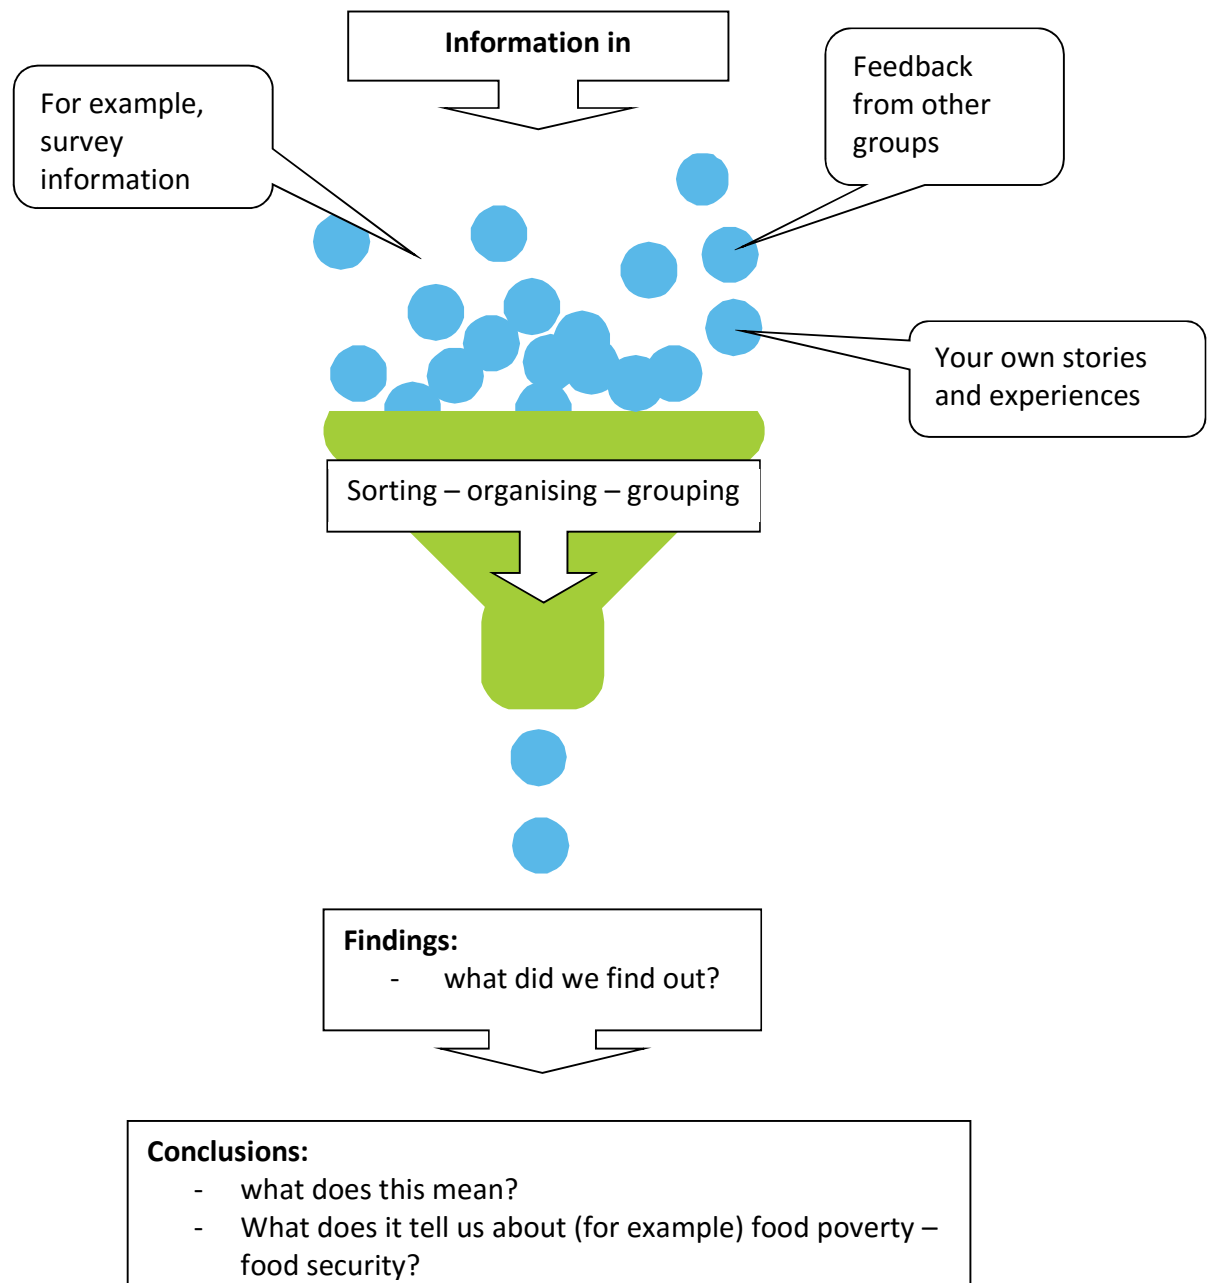 Information in
For example,
survey
information
Feedback
from other
groups
Your own stories
and experiences
Sorting – organising – grouping
Findings:
- what did we find out?
Conclusions:
- what does this mean?
- What does it tell us about (for example) food poverty –
food security?